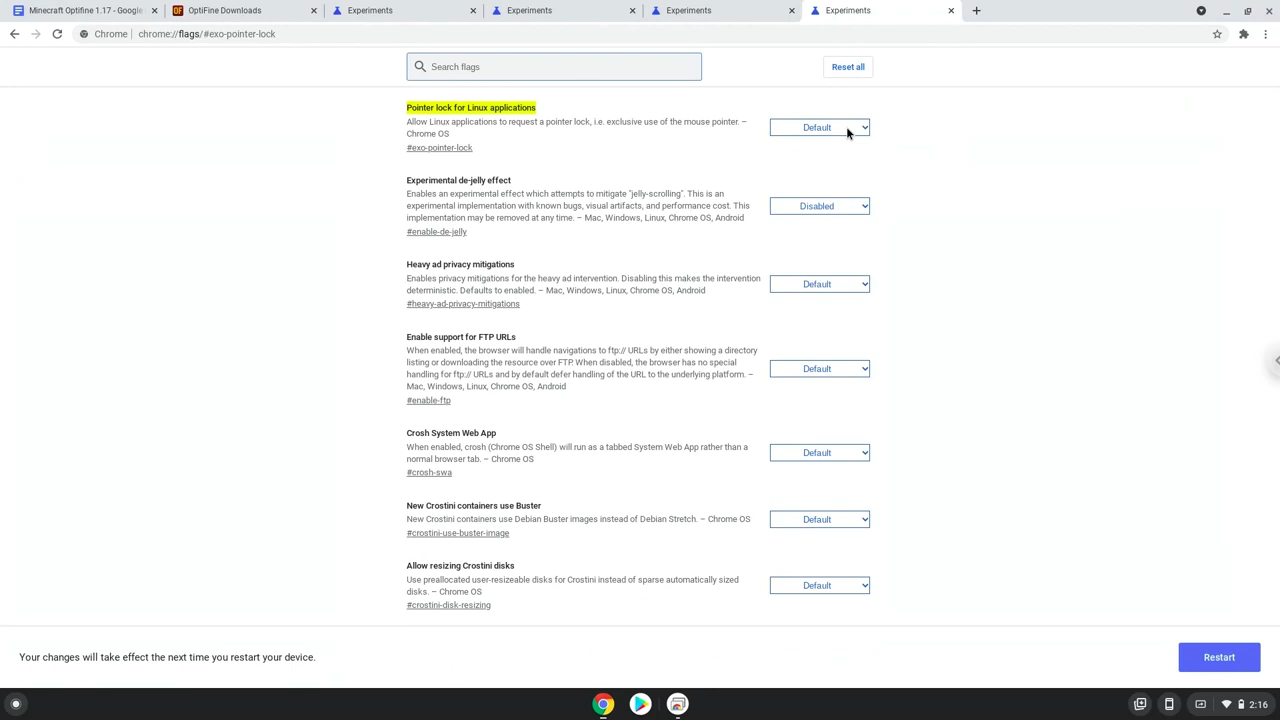 Minecraft Optifine 1.17 - Google
OptiFine Downloads
Experiments
Experiments
Experiments
Experiments
Chrome
chrome://flags/#exo-pointer-lock
Search flags
Reset all
Pointer lock for Linux applications
Allow Linux applications to request a pointer lock, i.e. exclusive use of the mouse pointer. –
Chrome OS
#exo-pointer-lock
Default
Experimental de-jelly effect
Enables an experimental effect which attempts to mitigate "jelly-scrolling". This is an
experimental implementation with known bugs, visual artifacts, and performance cost. This
implementation may be removed at any time. – Mac, Windows, Linux, Chrome OS, Android
#enable-de-jelly
Disabled
Heavy ad privacy mitigations
Enables privacy mitigations for the heavy ad intervention. Disabling this makes the intervention
deterministic. Defaults to enabled. – Mac, Windows, Linux, Chrome OS, Android
#heavy-ad-privacy-mitigations
Default
Enable support for FTP URLs
When enabled, the browser will handle navigations to ftp:// URLs by either showing a directory
listing or downloading the resource over FTP. When disabled, the browser has no special
handling for ftp:// URLs and by default defer handling of the URL to the underlying platform. –
Mac, Windows, Linux, Chrome OS, Android
#enable-ftp
Default
Crosh System Web App
When enabled, crosh (Chrome OS Shell) will run as a tabbed System Web App rather than a
normal browser tab. – Chrome OS
#crosh-swa
Default
New Crostini containers use Buster
New Crostini containers use Debian Buster images instead of Debian Stretch. – Chrome OS
#crostini-use-buster-image
Default
Allow resizing Crostini disks
Use preallocated user-resizeable disks for Crostini instead of sparse automatically sized
disks. – Chrome OS
#crostini-disk-resizing
Default
Your changes will take effect the next time you restart your device.
Restart
2:16